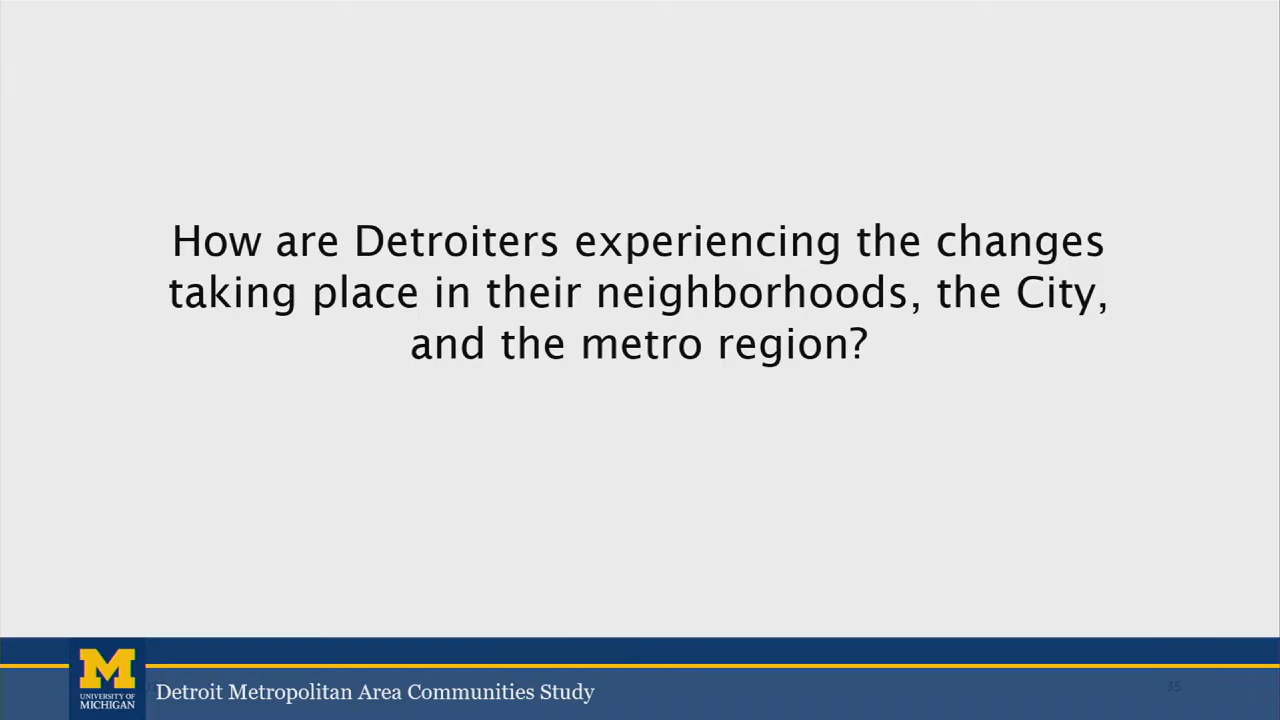 How are Detroiters experiencing the changes
taking place in their neighborhoods, the City,
and the metro region?
M
UNIVERSITY OF
MICHIGAN
Detroit Metropolitan Area Communities Study
35